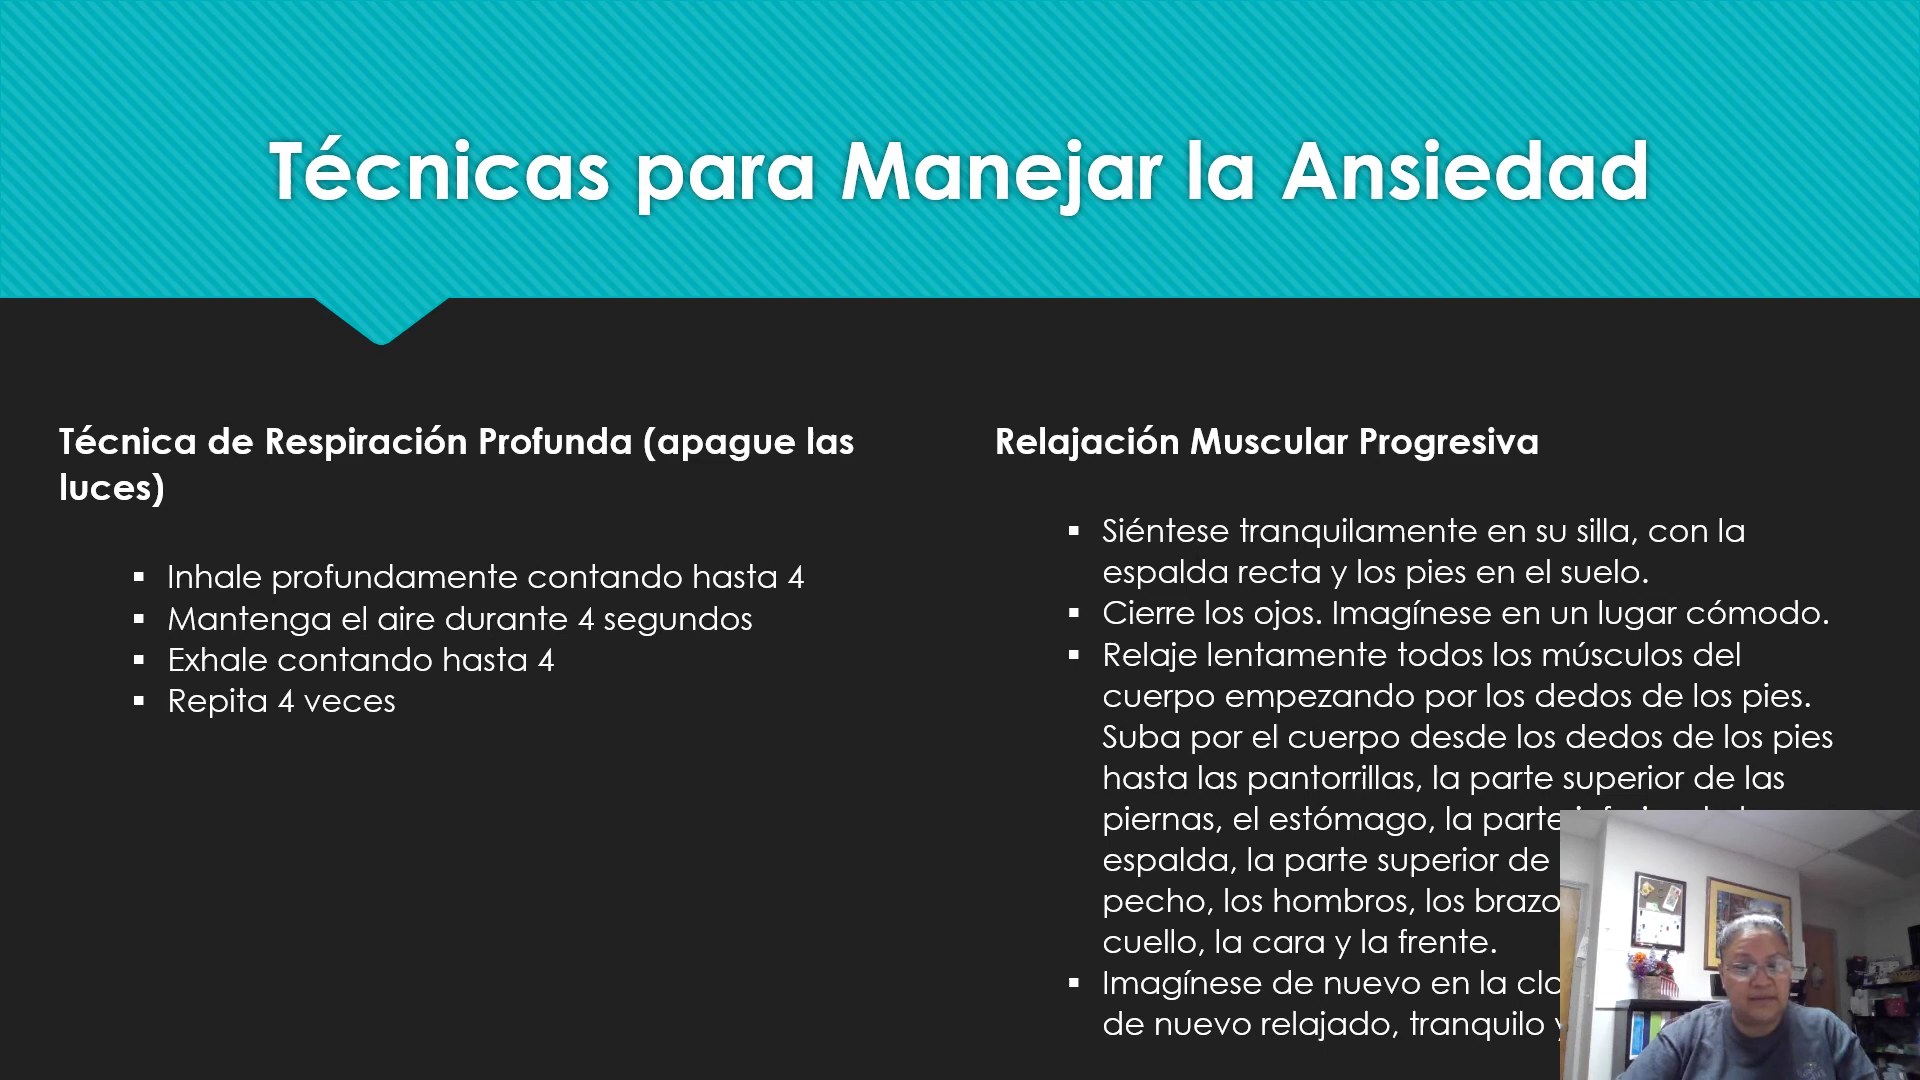 Técnicas para Manejar la Ansiedad
Técnica de Respiración Profunda (apague las
luces)
▪ Inhale profundamente contando hasta 4
▪ Mantenga el aire durante 4 segundos
▪ Exhale contando hasta 4
▪ Repita 4 veces
Relajación Muscular Progresiva
▪ Siéntese tranquilamente en su silla, con la
espalda recta y los pies en el suelo.
▪ Cierre los ojos. Imagínese en un lugar cómodo.
▪ Relaje lentamente todos los músculos del
cuerpo empezando por los dedos de los pies.
Suba por el cuerpo desde los dedos de los pies
hasta las pantorrillas, la parte superior de las
piernas, el estómago, la parte
espalda, la parte superior de
pecho, los hombros, los
cuello, la cara y la frente.
▪ Imagínese de nuevo en la
de nuevo relajado, tranquilo y